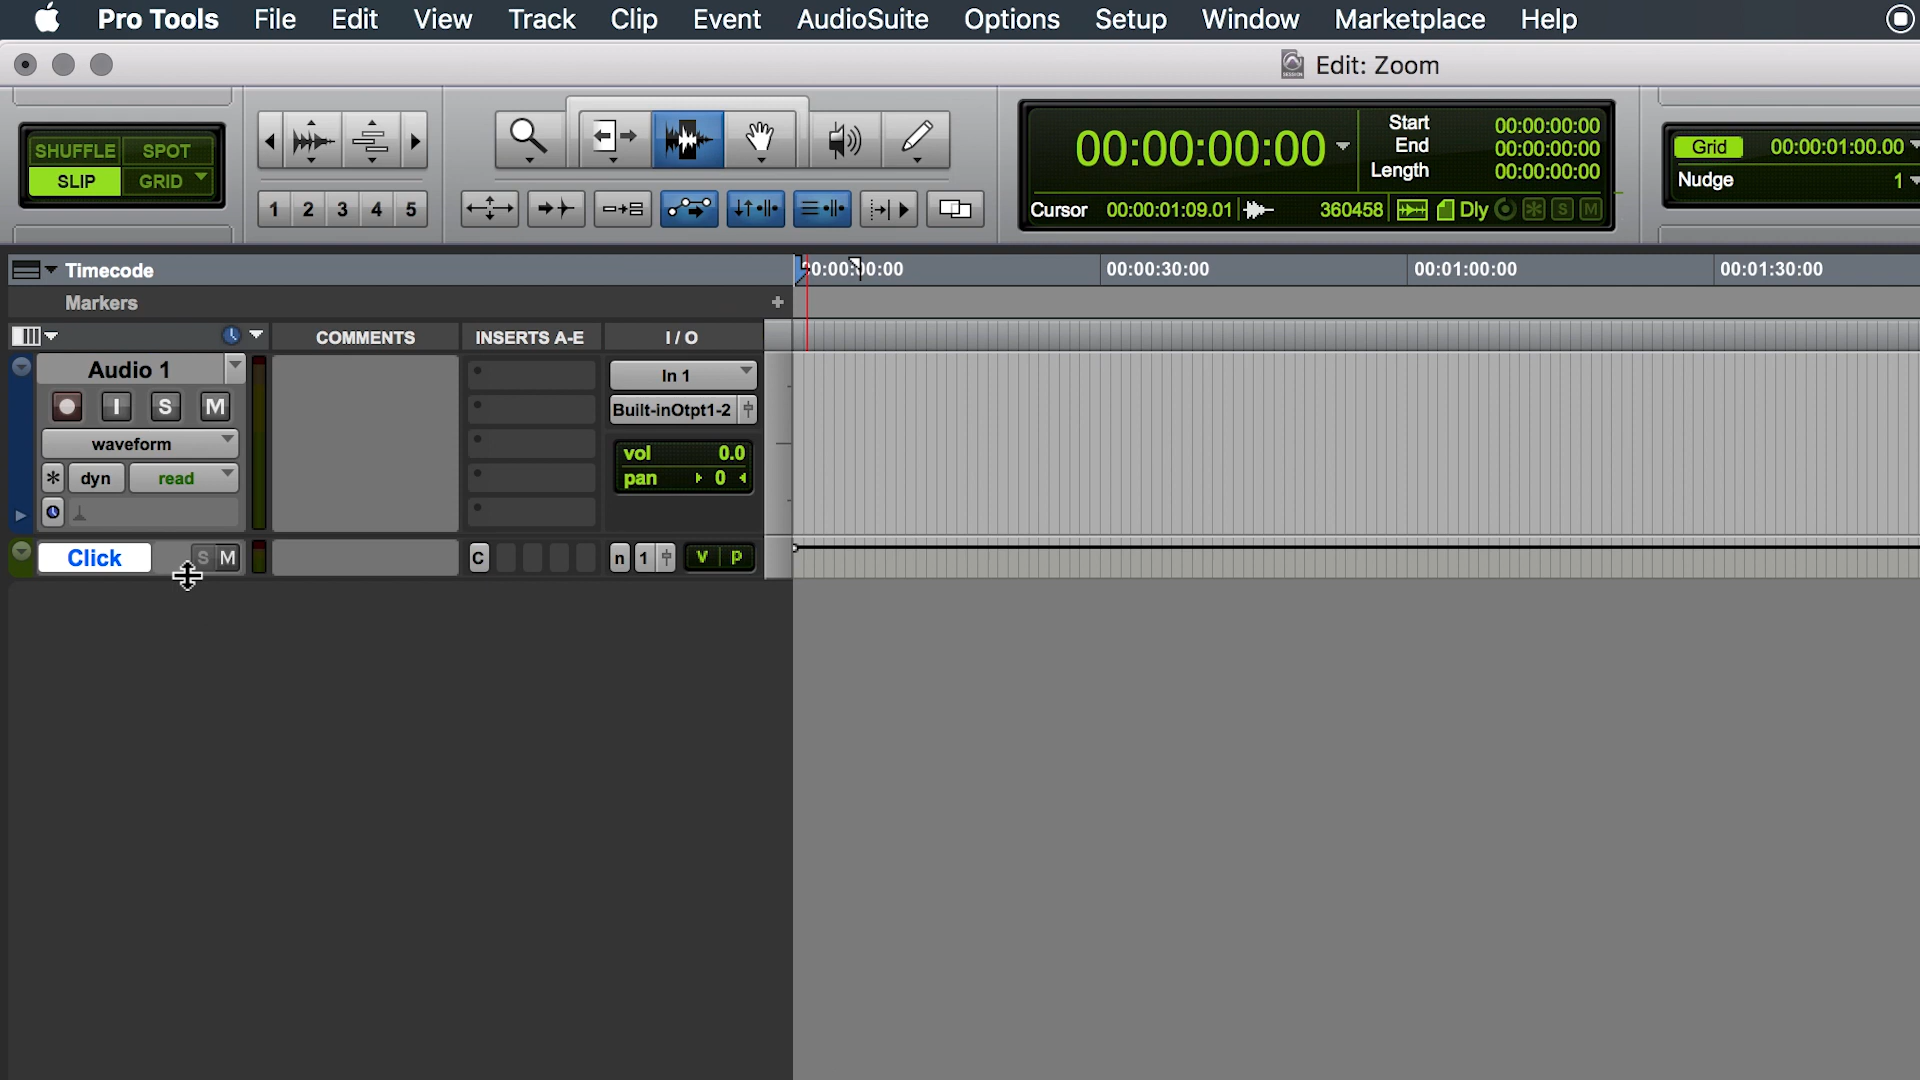 Pro Tools File Edit View Track Clip Event AudioSuite Options Setup Window Marketplace Help
Edit: Zoom
SHUFFLE SPOT
SLIP GRID
1 2 3 4 5
00:00:00:00
Start 00:00:00:00
End 00:00:00:00
Length 00:00:00:00
Cursor 00:00:01:09.01 360458 Dly S M
Grid 00:00:01:00.00
Nudge 1
Timecode
00:00:30:00 00:01:00:00 00:01:30:00
Markers +
COMMENTS INSERTS A-E I / O
Audio 1
I S M
waveform
* dyn read
In 1
Built-inOtpt1-2
vol 0.0
pan 0
Click S M C n 1 v p